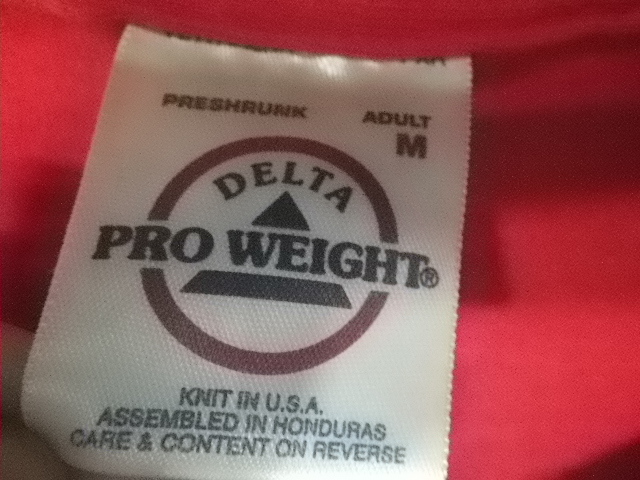 PRESHRUNK ADULT
M
DELTA
PRO WEIGHT®
KNIT IN U.S.A.
ASSEMBLED IN HONDURAS
CARE & CONTENT ON REVERSE